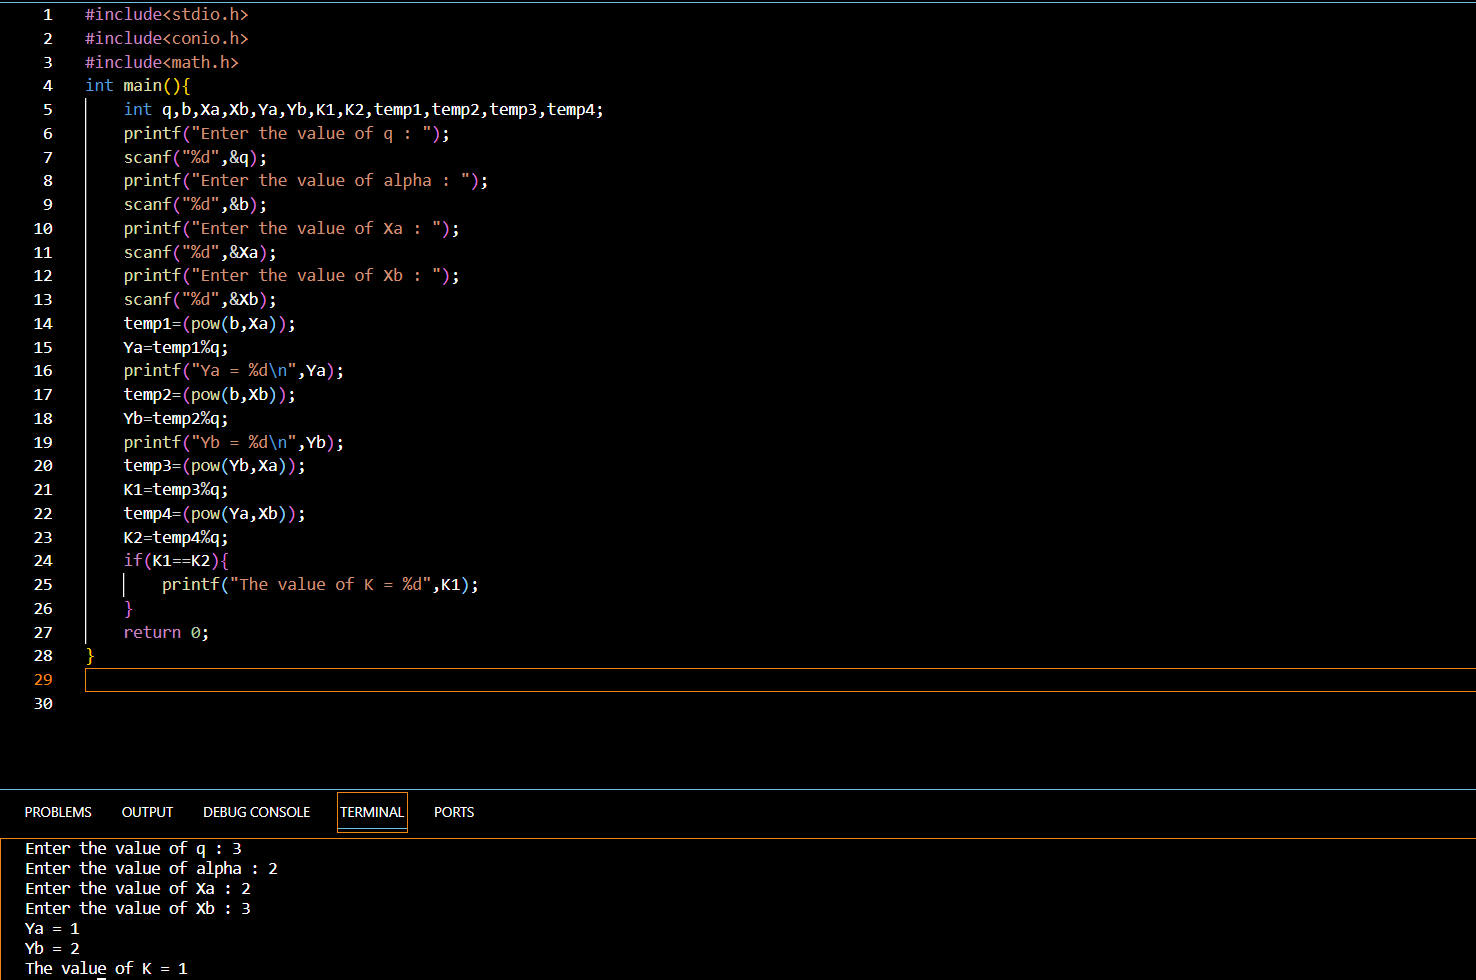 1 #include<stdio.h>
2 #include<conio.h>
3 #include<math.h>
4 int main(){
5     int q,b,Xa,Xb,Ya,Yb,K1,K2,temp1,temp2,temp3,temp4;
6     printf("Enter the value of q : ");
7     scanf("%d",&q);
8     printf("Enter the value of alpha : ");
9     scanf("%d",&b);
10     printf("Enter the value of Xa : ");
11     scanf("%d",&Xa);
12     printf("Enter the value of Xb : ");
13     scanf("%d",&Xb);
14     temp1=(pow(b,Xa));
15     Ya=temp1%q;
16     printf("Ya = %d\n",Ya);
17     temp2=(pow(b,Xb));
18     Yb=temp2%q;
19     printf("Yb = %d\n",Yb);
20     temp3=(pow(Yb,Xa));
21     K1=temp3%q;
22     temp4=(pow(Ya,Xb));
23     K2=temp4%q;
24     if(K1==K2){
25         printf("The value of K = %d",K1);
26     }
27     return 0;
28 }
29
30
PROBLEMS OUTPUT DEBUG CONSOLE TERMINAL PORTS
Enter the value of q : 3
Enter the value of alpha : 2
Enter the value of Xa : 2
Enter the value of Xb : 3
Ya = 1
Yb = 2
The value of K = 1